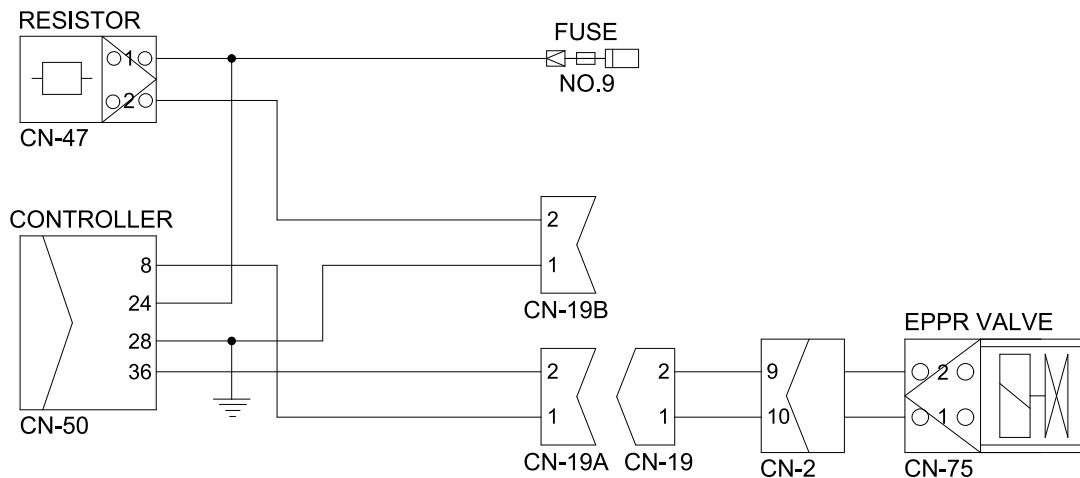 RESISTOR
FUSE
1
2
NO.9
CN-47
CONTROLLER
2
8
1
24
CN-19B
28
EPPR VALVE
36
2
2
9
2
1
1
10
1
CN-50
CN-19A
CN-19
CN-2
CN-75